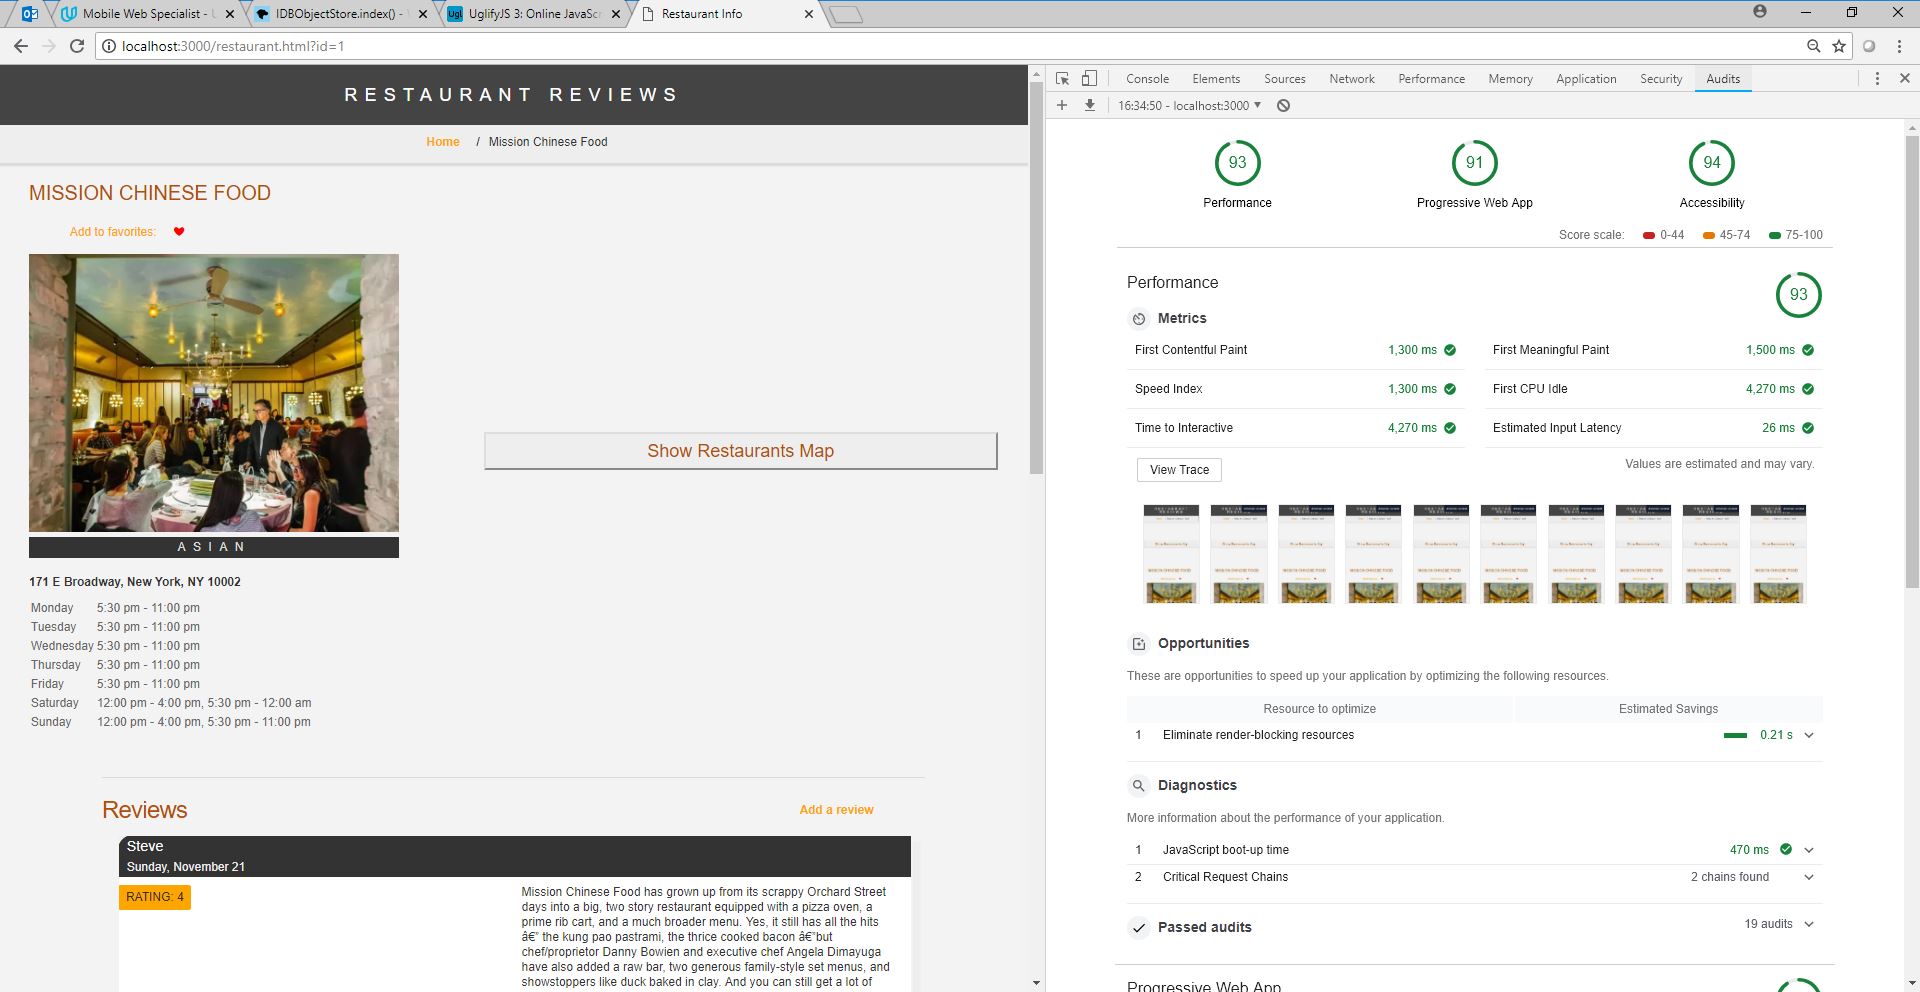 Mobile Web Specialist - U
IDBObjectStore.index() -
UglifyJS 3: Online JavaScr
Restaurant Info
localhost:3000/restaurant.html?id=1
RESTAURANT REVIEWS
Home / Mission Chinese Food
MISSION CHINESE FOOD
Add to favorites:
ASIAN
171 E Broadway, New York, NY 10002
Monday 5:30 pm - 11:00 pm
Tuesday 5:30 pm - 11:00 pm
Wednesday 5:30 pm - 11:00 pm
Thursday 5:30 pm - 11:00 pm
Friday 5:30 pm - 11:00 pm
Saturday 12:00 pm - 4:00 pm, 5:30 pm - 12:00 am
Sunday 12:00 pm - 4:00 pm, 5:30 pm - 11:00 pm
Show Restaurants Map
Reviews
Add a review
Steve
Sunday, November 21
RATING: 4
Mission Chinese Food has grown up from its scrappy Orchard Street
days into a big, two story restaurant equipped with a pizza oven, a
prime rib cart, and a much broader menu. Yes, it still has all the hits
â€” the kung pao pastrami, the thrice cooked bacon â€”but
chef/proprietor Danny Bowien and executive chef Angela Dimayuga
have also added a raw bar, two generous family-style set menus, and
showstoppers like duck baked in clay. And you can still get a lot of
Console Elements Sources Network Performance Memory Application Security Audits
16:34:50 - localhost:3000
93
Performance
91
Progressive Web App
94
Accessibility
Score scale: 0-44 45-74 75-100
Performance
93
Metrics
First Contentful Paint 1,300 ms
First Meaningful Paint 1,500 ms
Speed Index 1,300 ms
First CPU Idle 4,270 ms
Time to Interactive 4,270 ms
Estimated Input Latency 26 ms
View Trace
Values are estimated and may vary.
Opportunities
These are opportunities to speed up your application by optimizing the following resources.
Resource to optimize Estimated Savings
1 Eliminate render-blocking resources 0.21 s
Diagnostics
More information about the performance of your application.
1 JavaScript boot-up time 470 ms
2 Critical Request Chains 2 chains found
Passed audits 19 audits
Progressive Web App